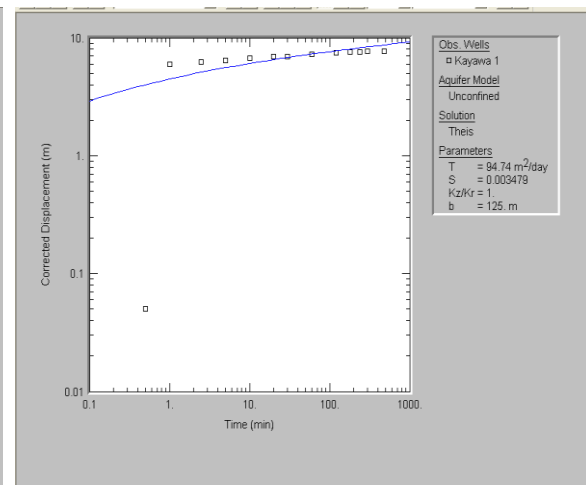 Obs. Wells
Kayawa 1
Aquifer Model
Unconfined
Solution
Theis
Parameters
T = 94.74 m2/day
S = 0.003479
Kz/Kr = 1.
b = 125. m
10.
1.
0.1
0.01
Corrected Displacement (m)
0.1 1. 10. 100. 1000.
Time (min)